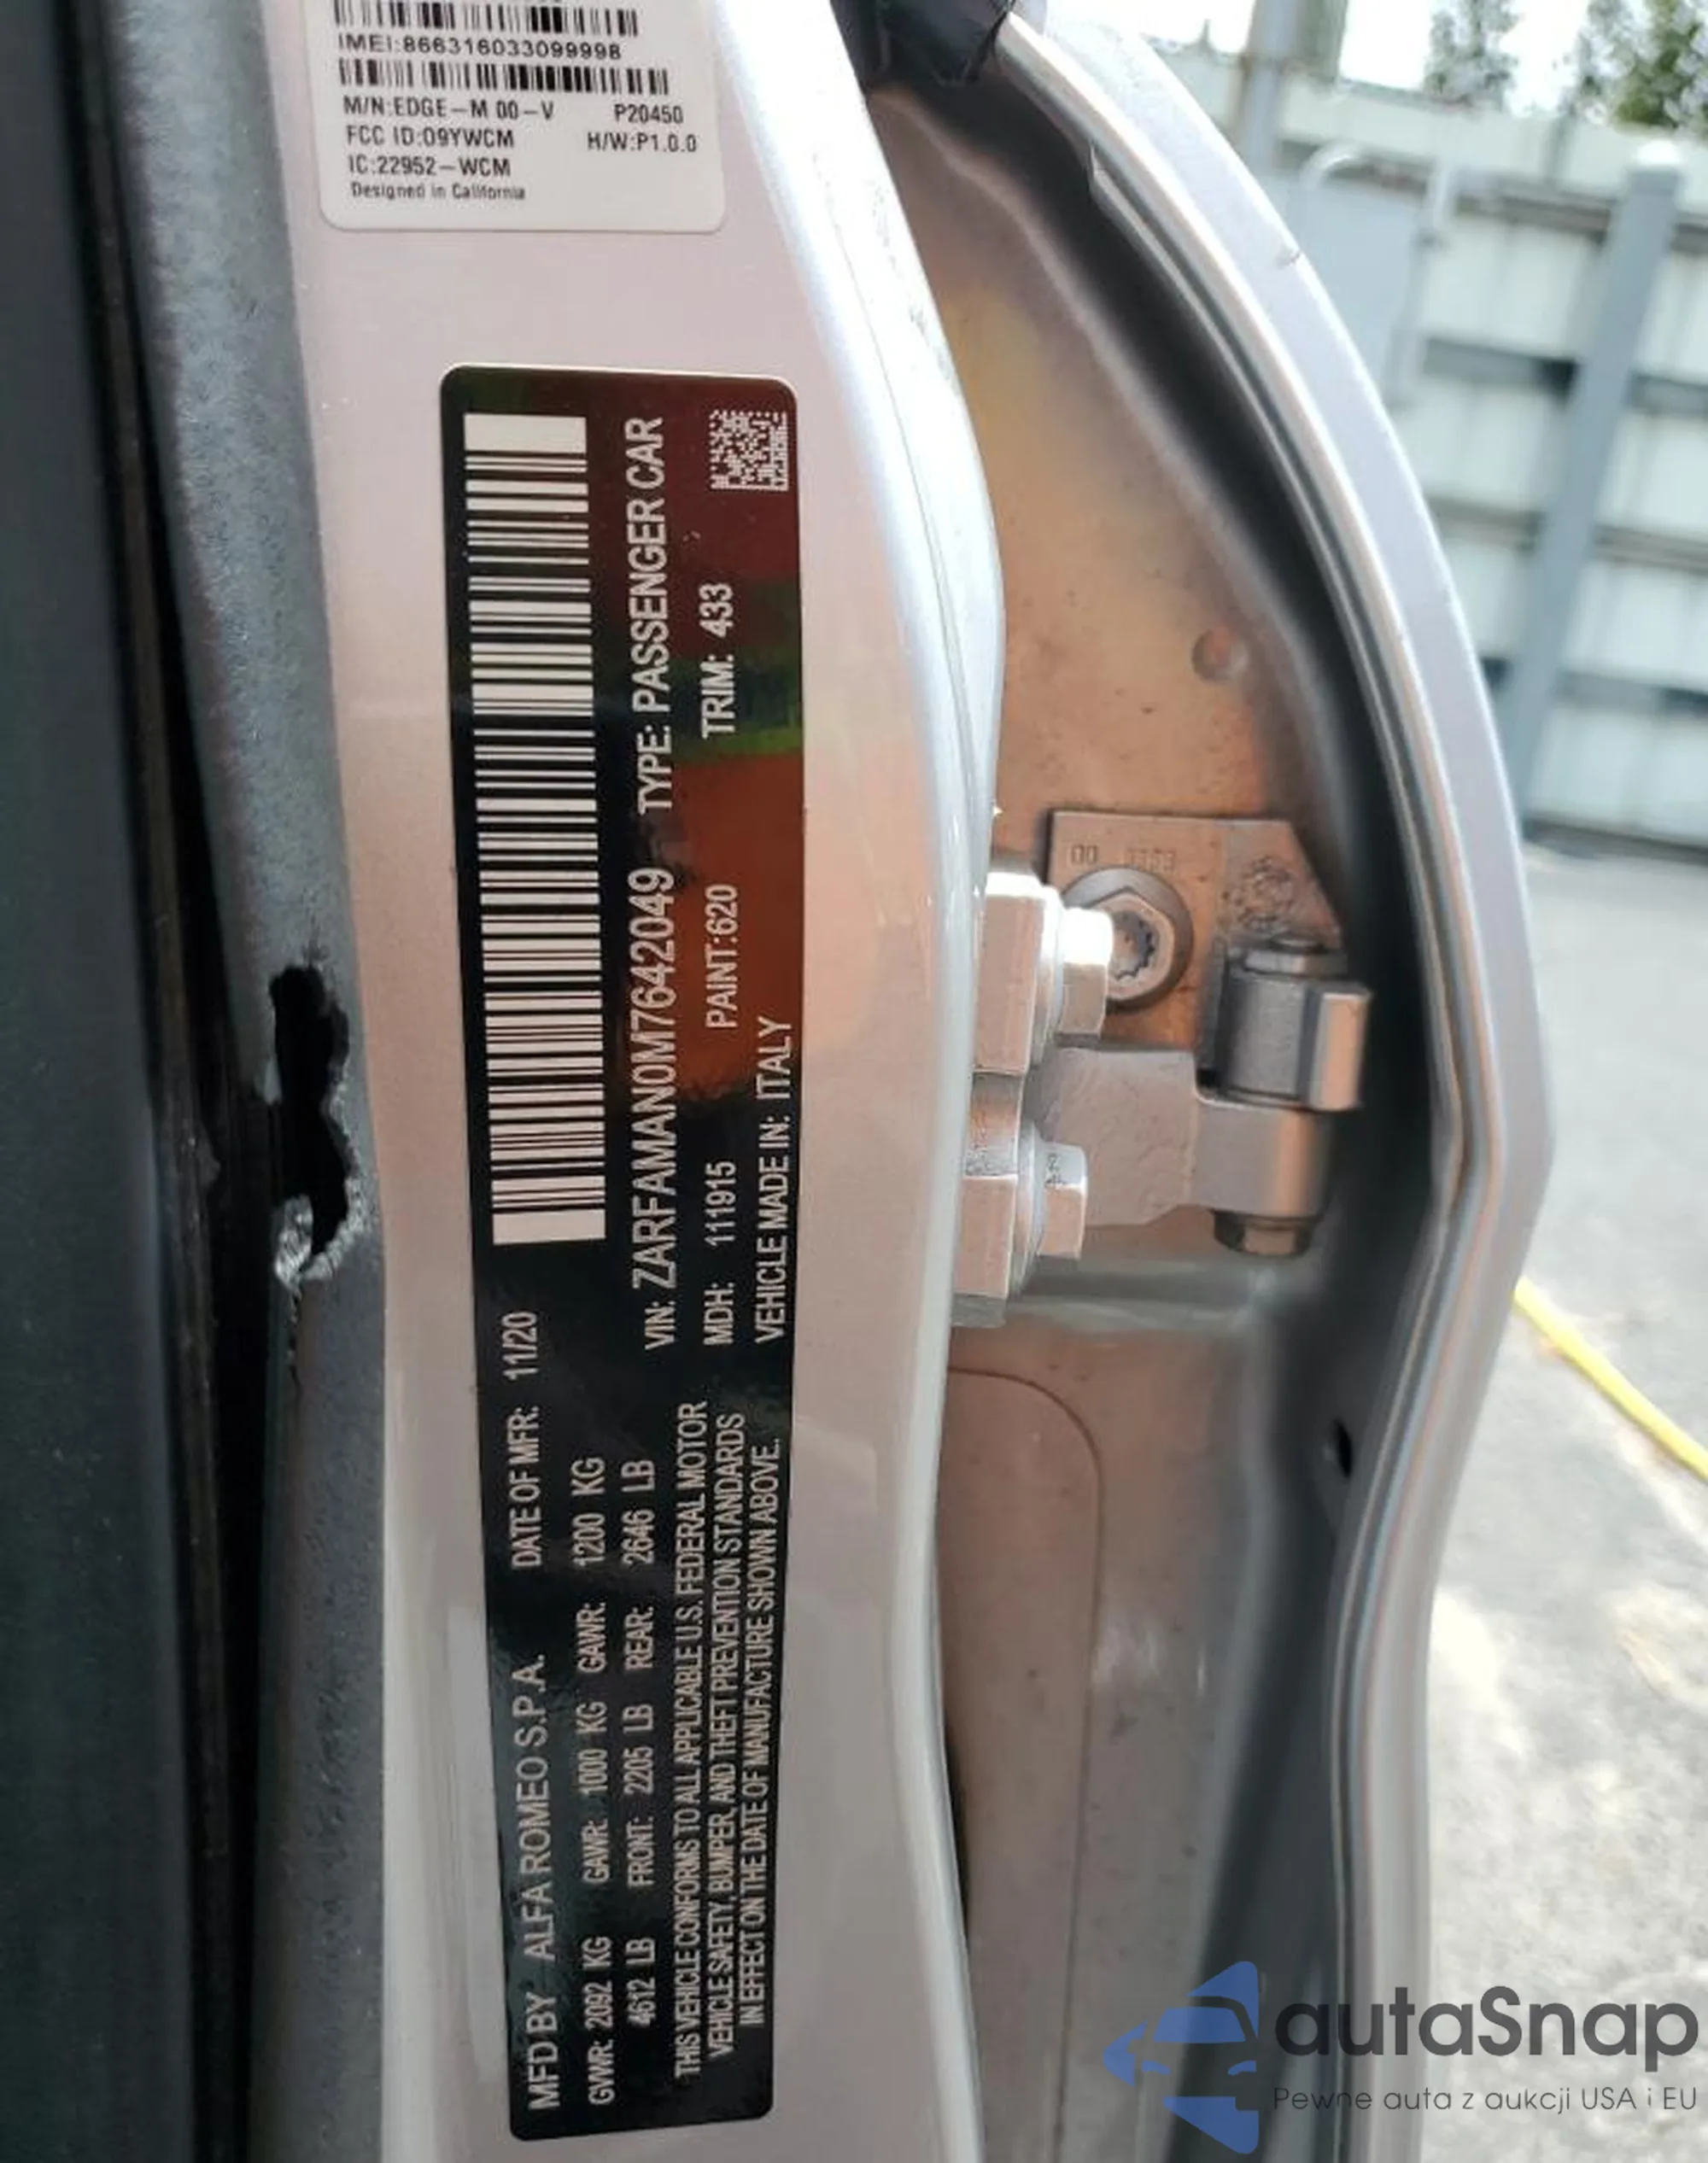 IMEI:866316033099998
M/N:EDGE-M 00-V P20450
FCC ID:09YWCM H/W:P1.0.0
IC:22952-WCM
Designed in California
MFD BY ALFA ROMEO S.P.A. DATE OF MFR: 11/20
GVWR: 2092 KG GAWR: 1000 KG GAWR: 1200 KG
4612 LB FRONT: 2205 LB REAR: 2646 LB
THIS VEHICLE CONFORMS TO ALL APPLICABLE U.S. FEDERAL MOTOR
VEHICLE SAFETY, BUMPER, AND THEFT PREVENTION STANDARDS
IN EFFECT ON THE DATE OF MANUFACTURE SHOWN ABOVE.
VIN: ZARFAMAN0M7642049 TYPE: PASSENGER CAR
MDH: 111915 PAINT:620 TRIM: 433
VEHICLE MADE IN: ITALY
autaSnap
Pewne auta z aukcji USA i EU